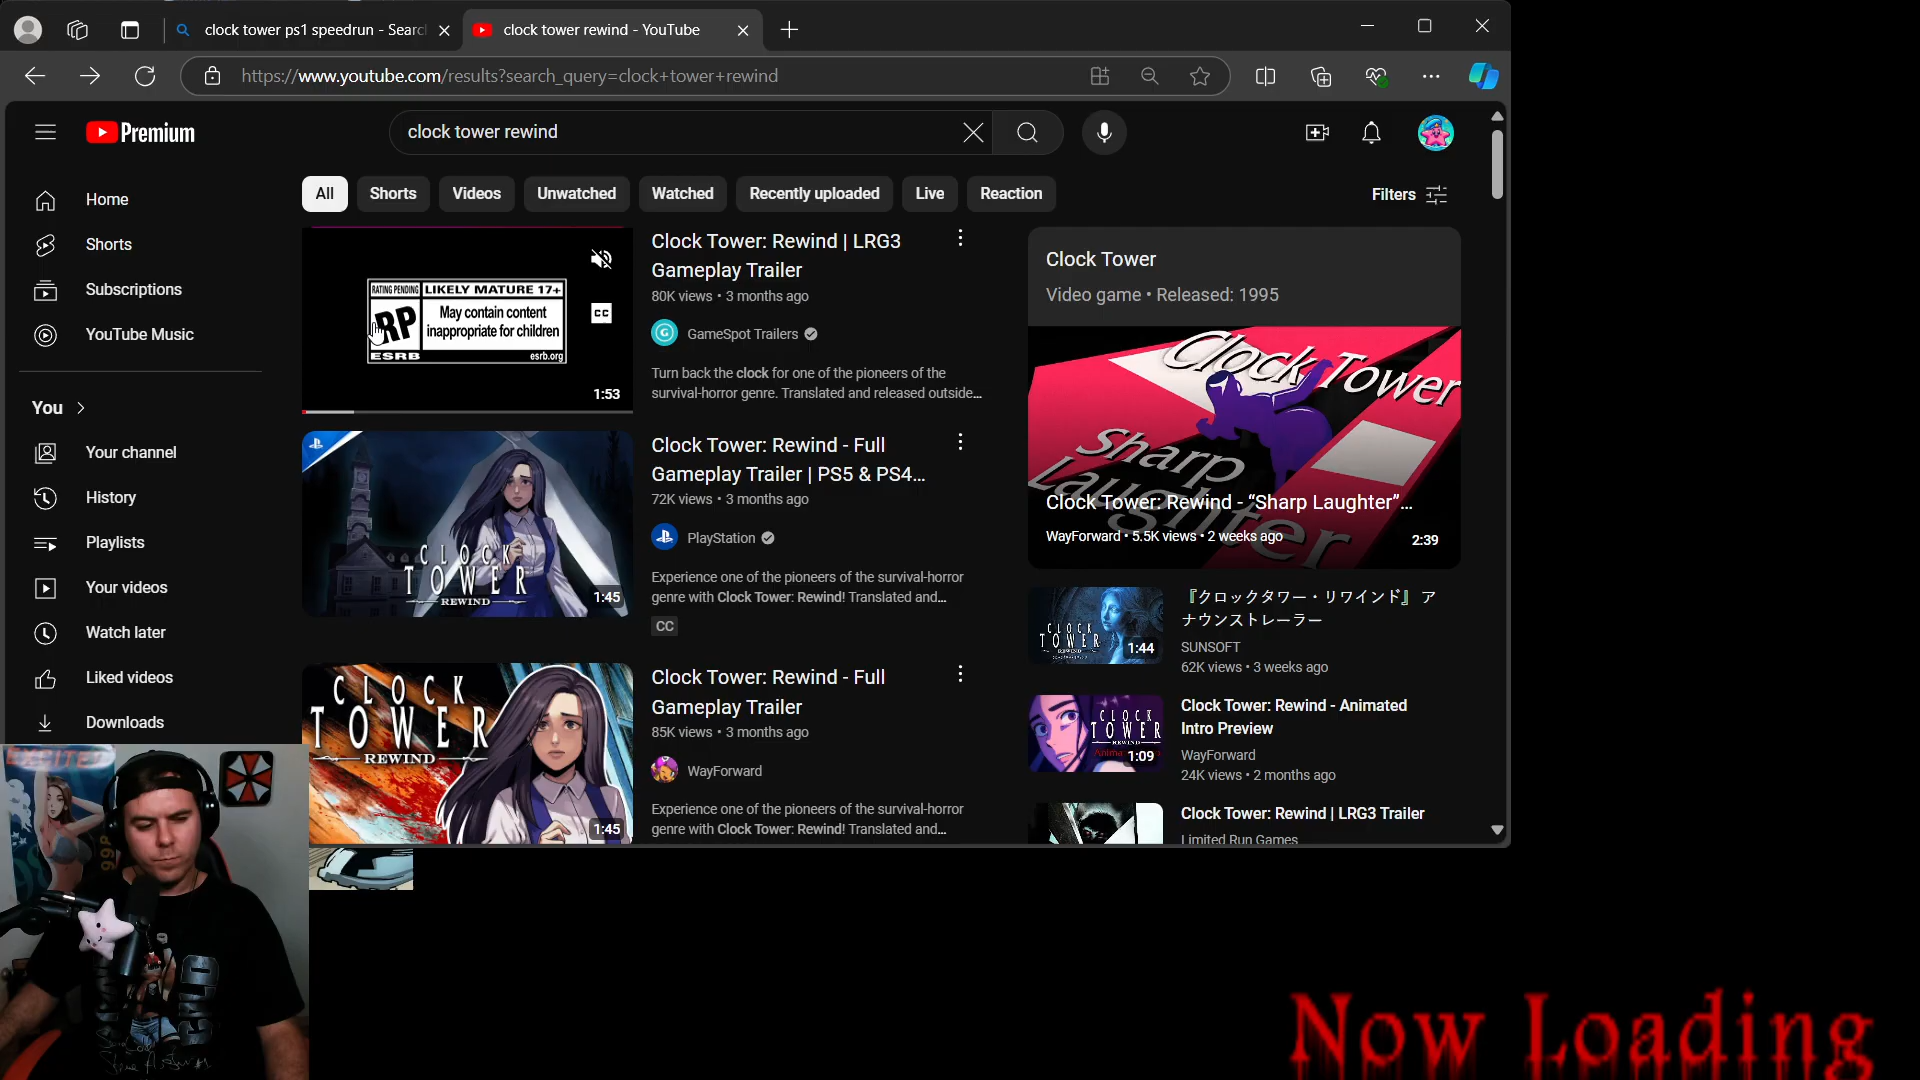 clock tower ps1 speedrun - Searc
clock tower rewind - YouTube
https://www.youtube.com/results?search_query=clock+tower+rewind
Premium
clock tower rewind
Home
Shorts
Subscriptions
YouTube Music
You
Your channel
History
Playlists
Your videos
Watch later
Liked videos
Downloads
All
Shorts
Videos
Unwatched
Watched
Recently uploaded
Live
Reaction
Filters
RATING PENDING
LIKELY MATURE 17+
RP
May contain content
inappropriate for children
ESRB
esrb.org
CC
1:53
Clock Tower: Rewind | LRG3
Gameplay Trailer
80K views • 3 months ago
GameSpot Trailers
Turn back the clock for one of the pioneers of the
survival-horror genre. Translated and released outside...
CLOCK
TOWER
REWIND
1:45
Clock Tower: Rewind - Full
Gameplay Trailer | PS5 & PS4...
72K views • 3 months ago
PlayStation
Experience one of the pioneers of the survival-horror
genre with Clock Tower: Rewind! Translated and...
CC
CLOCK
TOWER
REWIND
1:45
Clock Tower: Rewind - Full
Gameplay Trailer
85K views • 3 months ago
WayForward
Experience one of the pioneers of the survival-horror
genre with Clock Tower: Rewind! Translated and...
Clock Tower
Video game • Released: 1995
Clock Tower
Sharp
Laughter
Clock Tower: Rewind - “Sharp Laughter”...
WayForward • 5.5K views • 2 weeks ago
2:39
CLOCK
TOWER
REWIND
1:44
『クロックタワー・リワインド』 ア
ナウンストレーラー
SUNSOFT
62K views • 3 weeks ago
CLOCK
TOWER
REWIND
1:09
Clock Tower: Rewind - Animated
Intro Preview
WayForward
24K views • 2 months ago
Clock Tower: Rewind | LRG3 Trailer
Limited Run Games
Now Loading